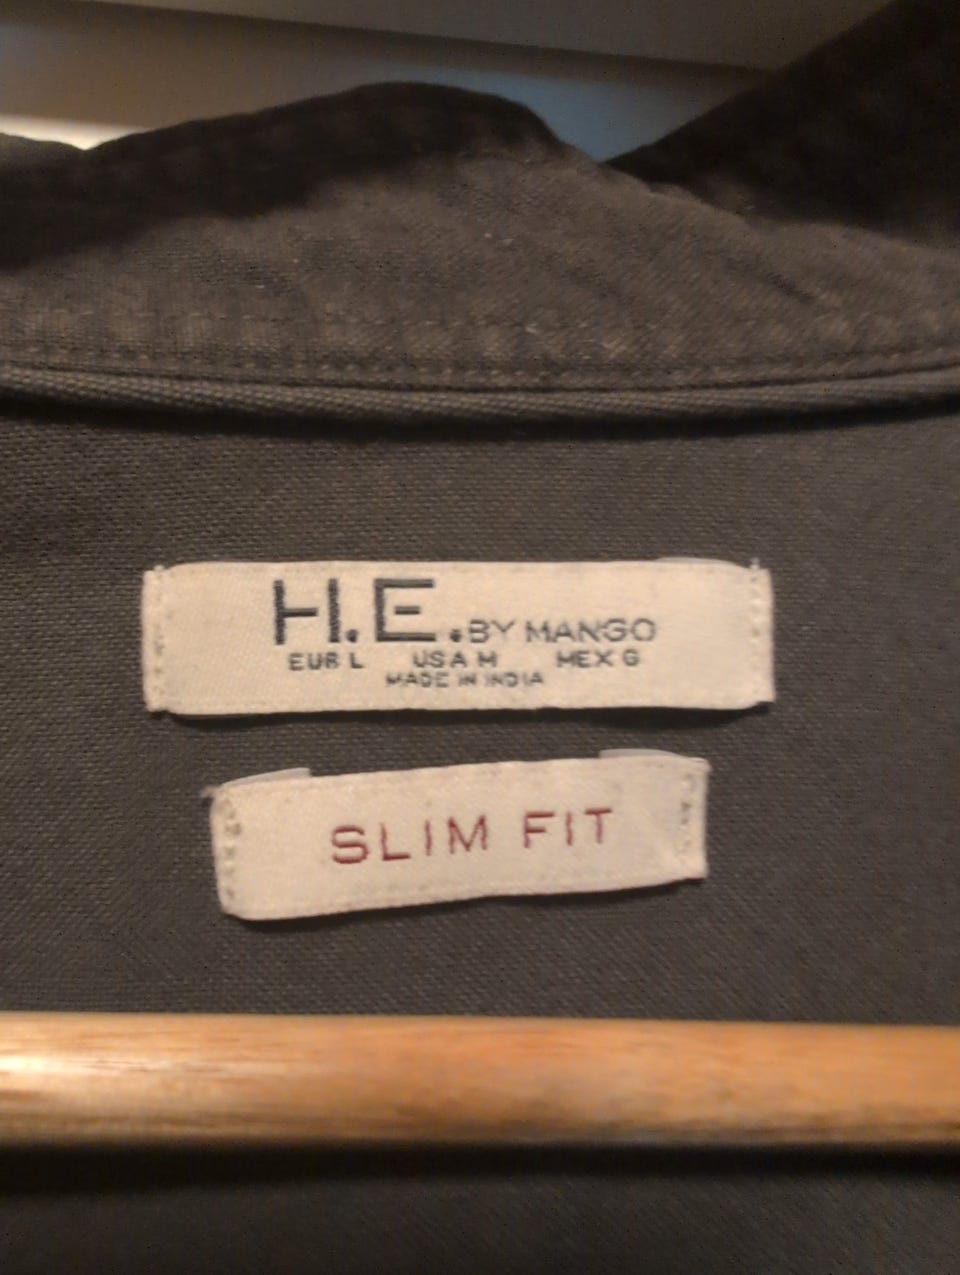 H.E. BY MANGO
EUR L USA M MEX G
MADE IN INDIA
SLIM FIT